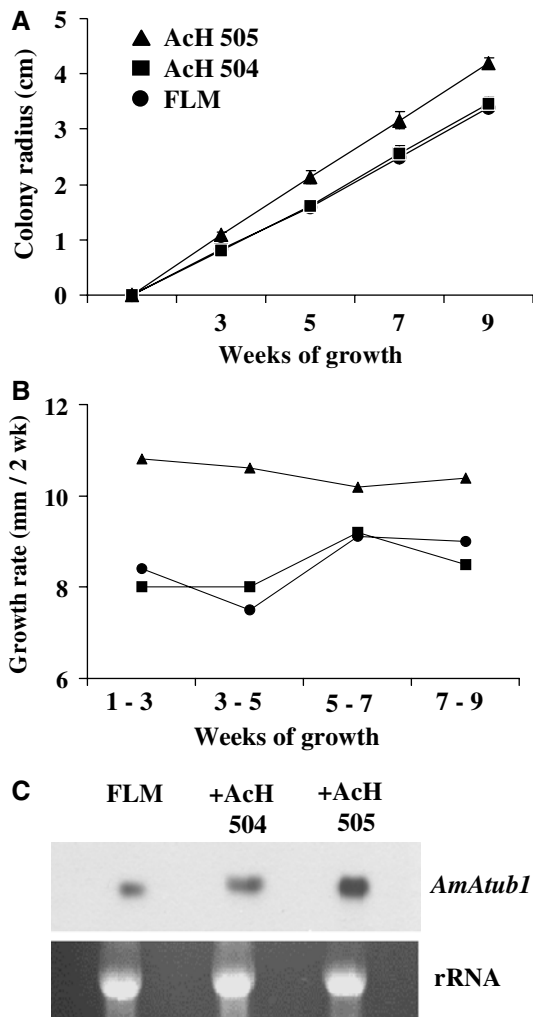 A
AcH 505
AcH 504
FLM
Colony radius (cm)
5
4
3
2
1
0
3 5 7 9
Weeks of growth
B
Growth rate (mm / 2 wk)
12
10
8
6
1 - 3 3 - 5 5 - 7 7 - 9
Weeks of growth
C
FLM +AcH 504 +AcH 505
AmAtub1
rRNA